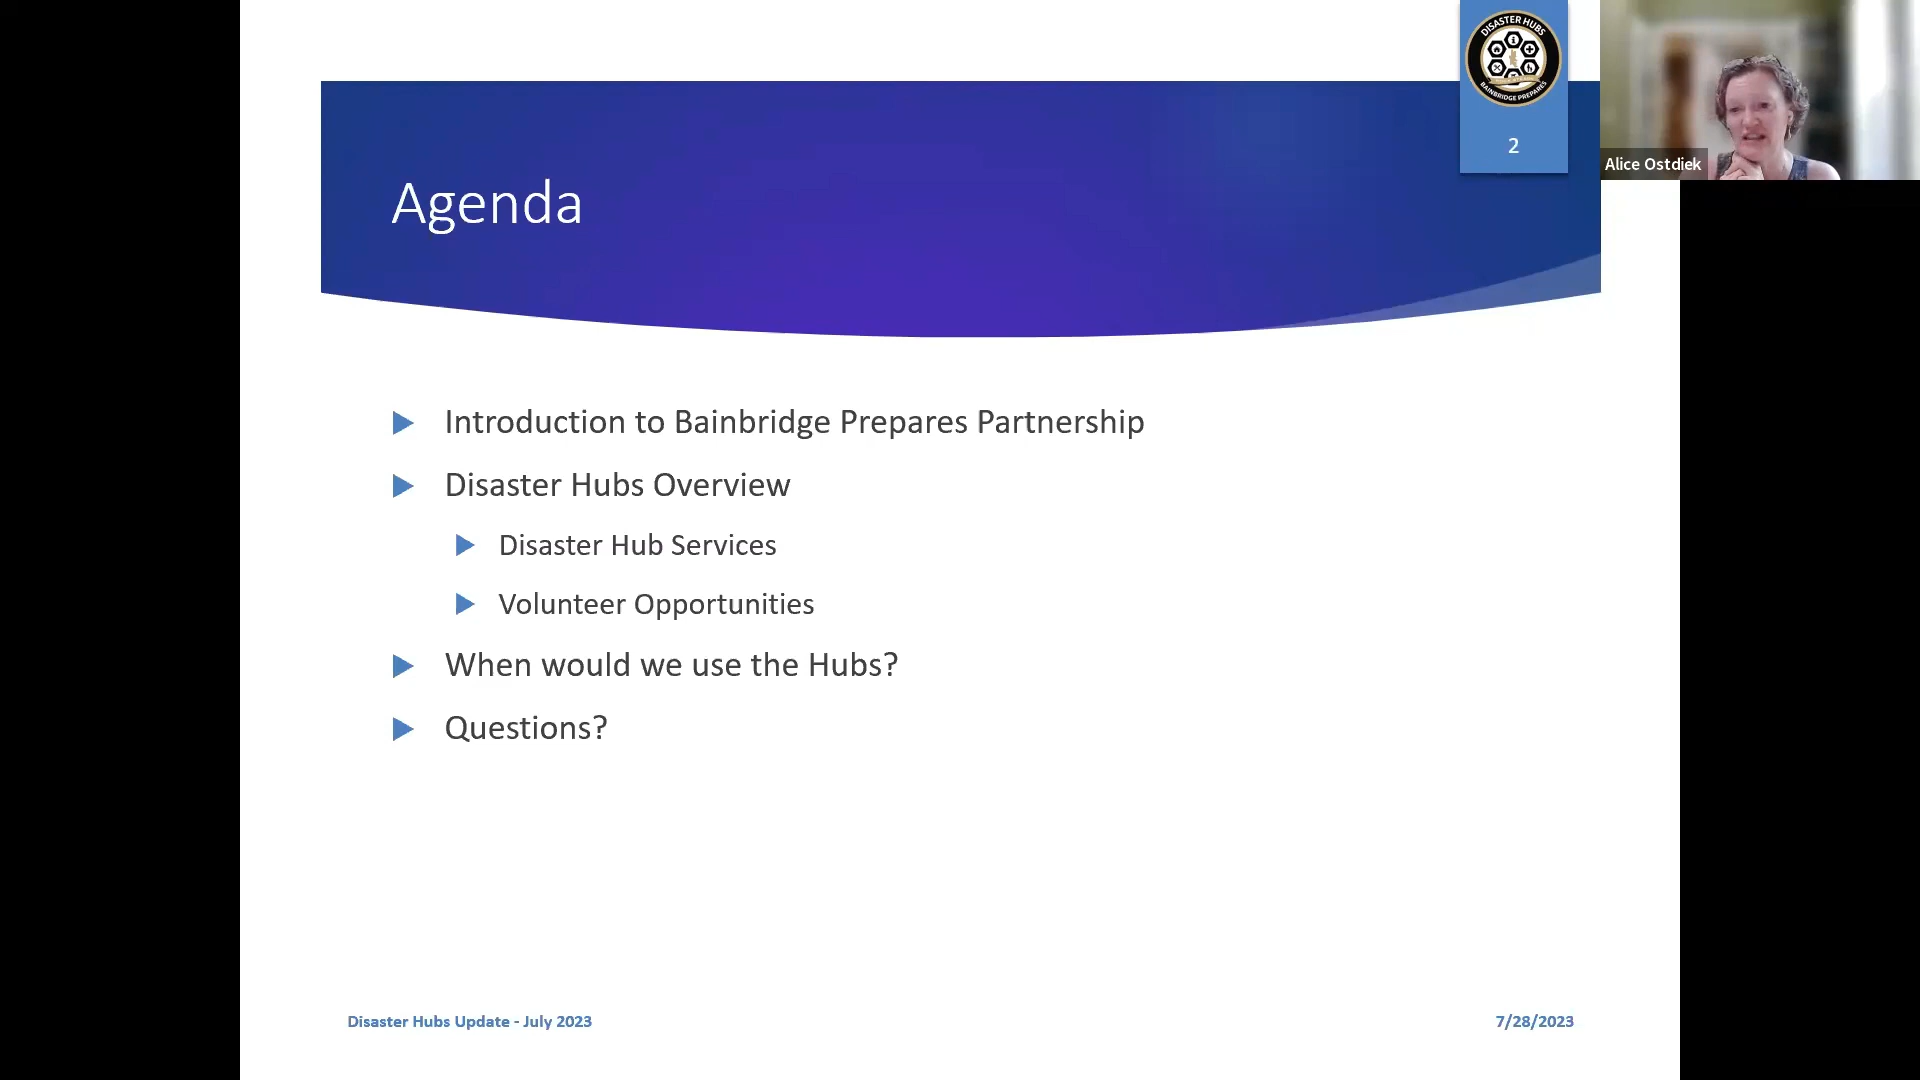 DISASTER HUBS
BAINBRIDGE PREPARES
2
Alice Ostdiek
Agenda
Introduction to Bainbridge Prepares Partnership
Disaster Hubs Overview
Disaster Hub Services
Volunteer Opportunities
When would we use the Hubs?
Questions?
Disaster Hubs Update - July 2023
7/28/2023